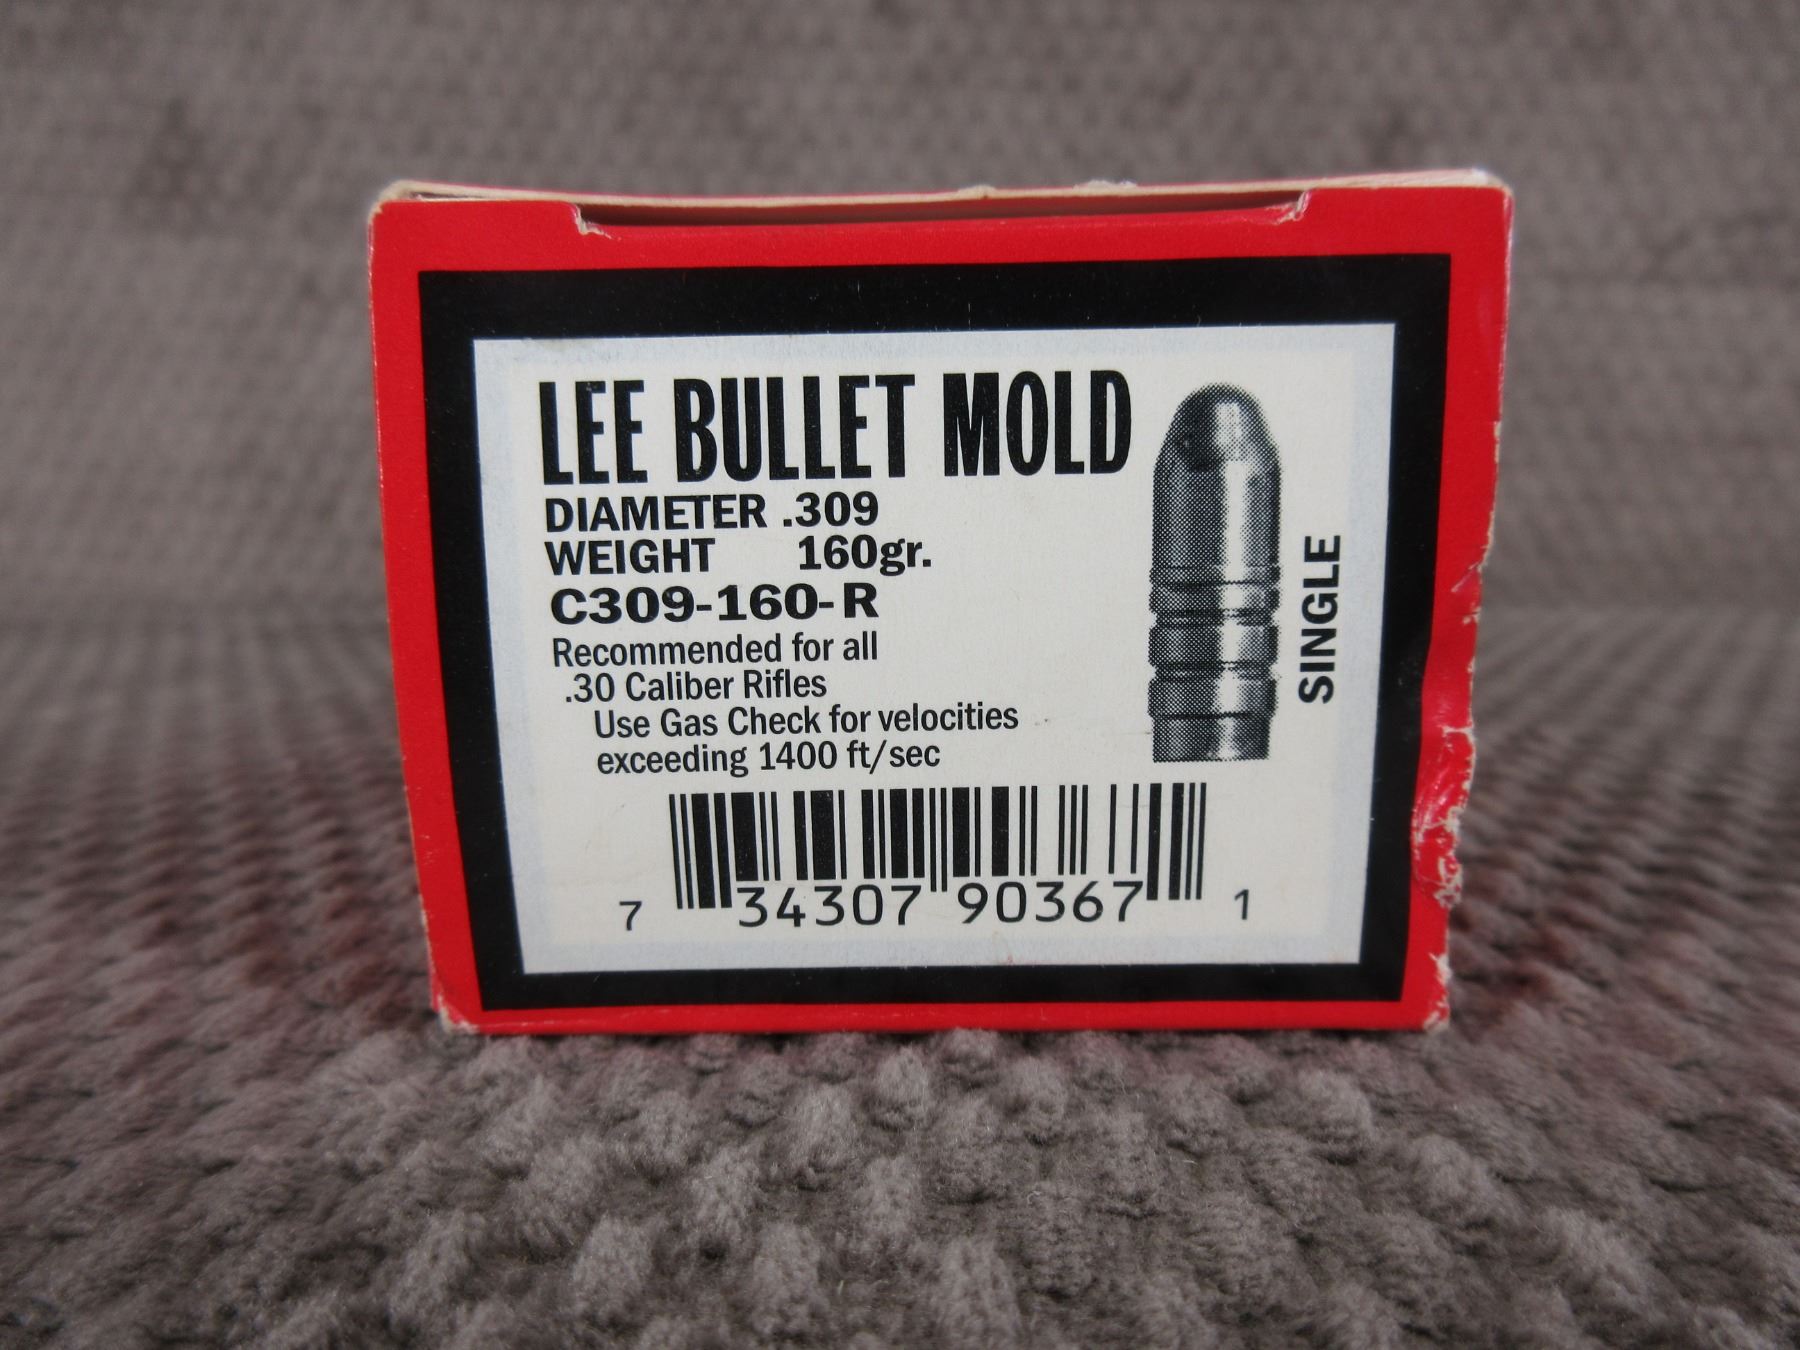 LEE BULLET MOLD
DIAMETER .309
WEIGHT 160gr.
C309-160-R
Recommended for all
.30 Caliber Rifles
Use Gas Check for velocities
exceeding 1400 ft/sec
SINGLE
7 34307 90367 1